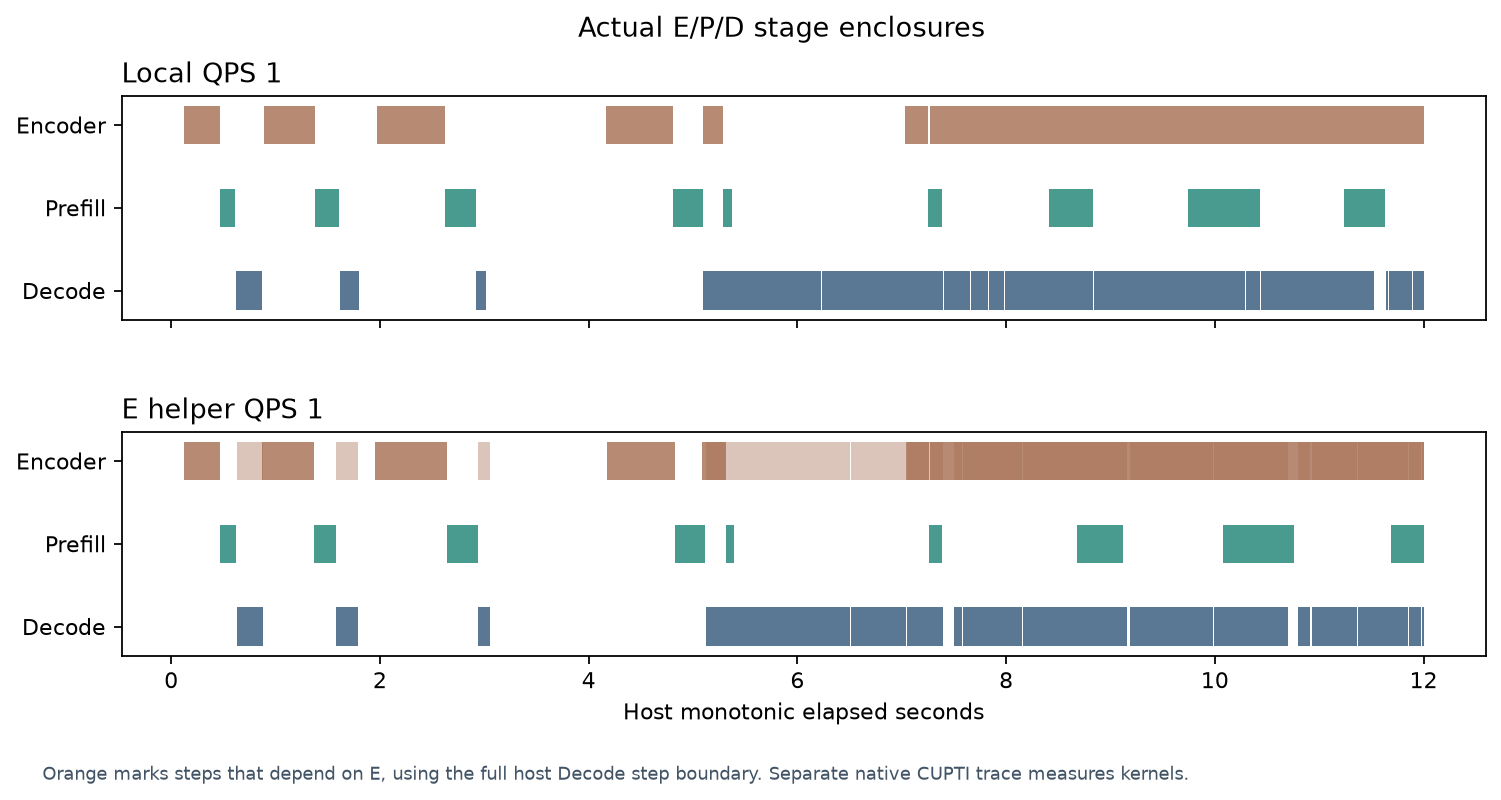 Actual E/P/D stage enclosures
Local QPS 1
Encoder
Prefill
Decode
E helper QPS 1
Encoder
Prefill
Decode
0 2 4 6 8 10 12
Host monotonic elapsed seconds
Orange marks steps that depend on E, using the full host Decode step boundary. Separate native CUPTI trace measures kernels.